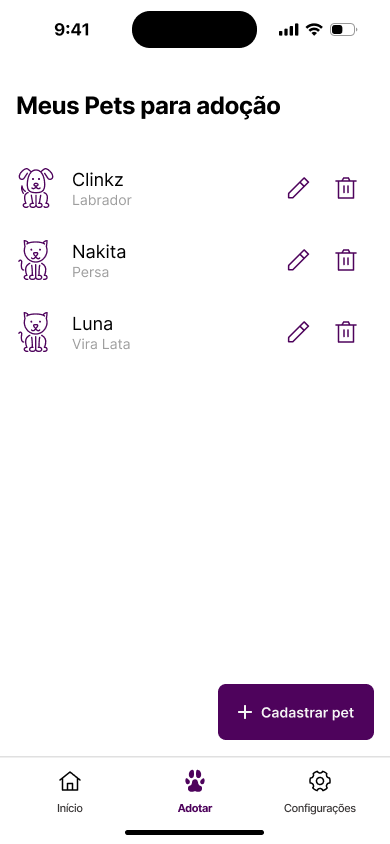 9:41
Meus Pets para adoção
Clinkz
Labrador
Nakita
Persa
Luna
Vira Lata
Cadastrar pet
Início
Adotar
Configurações